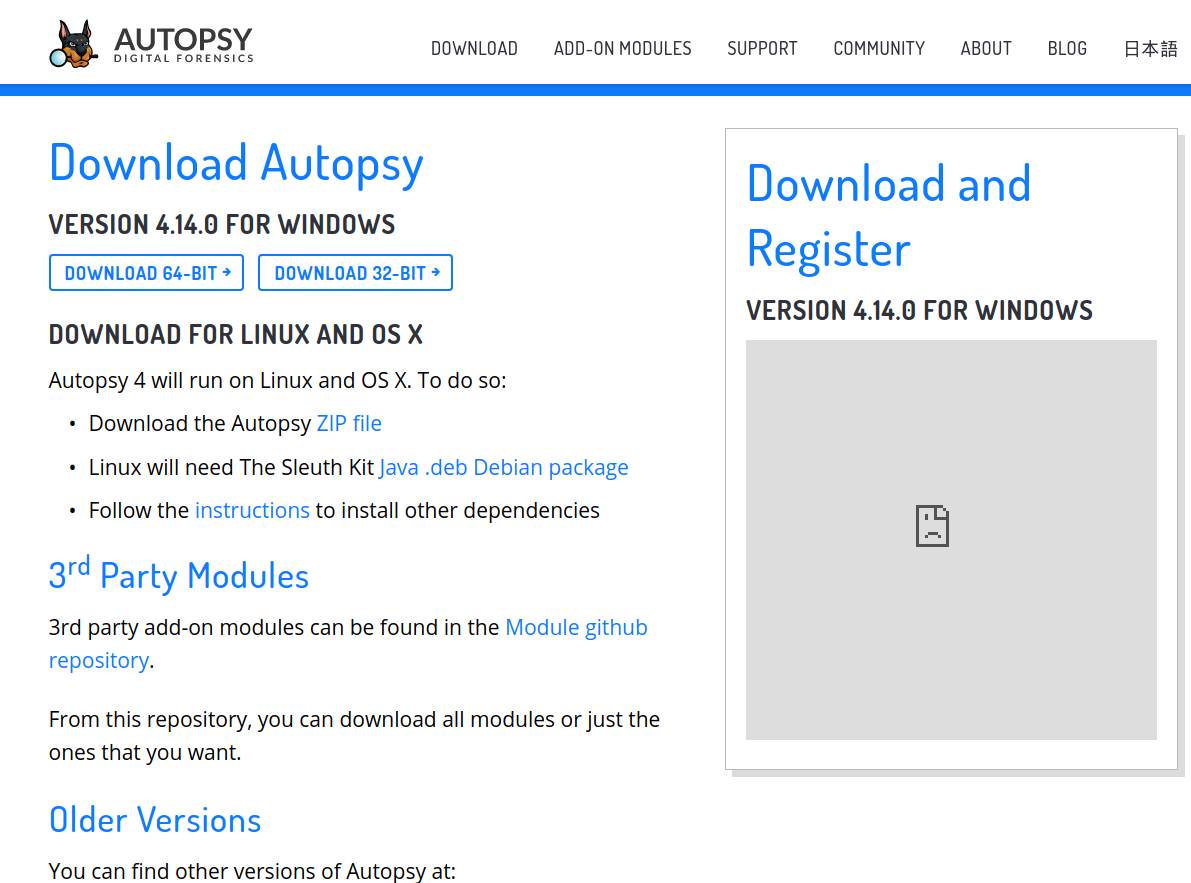 AUTOPSY
DIGITAL FORENSICS
DOWNLOAD ADD-ON MODULES SUPPORT COMMUNITY ABOUT BLOG 日本語
Download Autopsy
VERSION 4.14.0 FOR WINDOWS
DOWNLOAD 64-BIT → DOWNLOAD 32-BIT →
DOWNLOAD FOR LINUX AND OS X
Autopsy 4 will run on Linux and OS X. To do so:
• Download the Autopsy ZIP file
• Linux will need The Sleuth Kit Java .deb Debian package
• Follow the instructions to install other dependencies
3rd Party Modules
3rd party add-on modules can be found in the Module github
repository.
From this repository, you can download all modules or just the
ones that you want.
Older Versions
You can find other versions of Autopsy at:
Download and
Register
VERSION 4.14.0 FOR WINDOWS